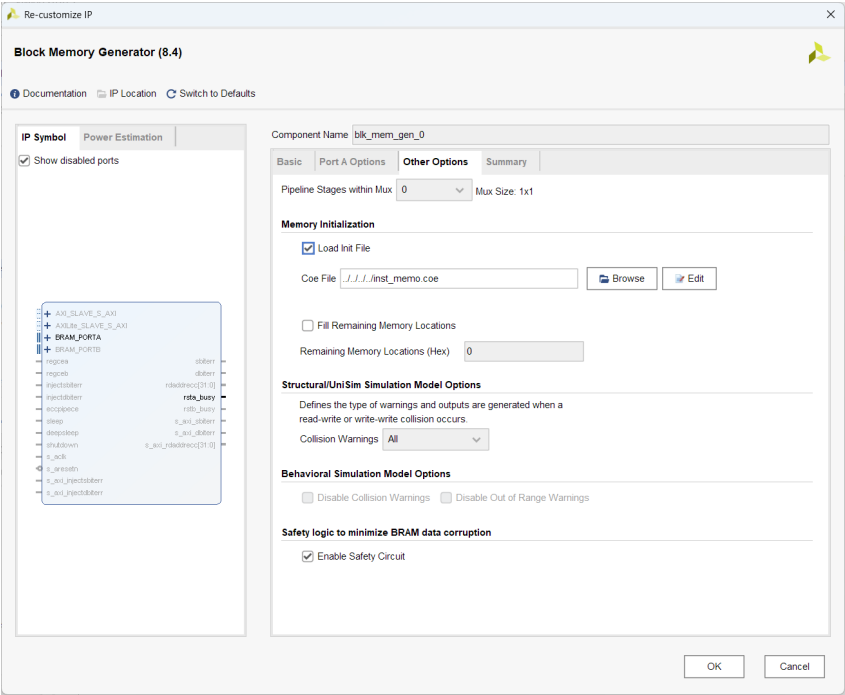 Re-customize IP
Block Memory Generator (8.4)
Documentation IP Location Switch to Defaults
IP Symbol Power Estimation
Show disabled ports
AXI_SLAVE_S_AXI
AXILite_SLAVE_S_AXI
BRAM_PORTA
BRAM_PORTB
regcea sbiterr
regceb dbiterr
injectsbiterr rdaddrecc[31:0]
injectdbiterr rsta_busy
eccpipece rstb_busy
sleep s_axi_sbiterr
deepsleep s_axi_dbiterr
shutdown s_axi_rdaddrecc[31:0]
s_aclk
s_aresetn
s_axi_injectsbiterr
s_axi_injectdbiterr
Component Name blk_mem_gen_0
Basic Port A Options Other Options Summary
Pipeline Stages within Mux 0 Mux Size: 1x1
Memory Initialization
Load Init File
Coe File ../../../../inst_memo.coe Browse Edit
Fill Remaining Memory Locations
Remaining Memory Locations (Hex) 0
Structural/UniSim Simulation Model Options
Defines the type of warnings and outputs are generated when a
read-write or write-write collision occurs.
Collision Warnings All
Behavioral Simulation Model Options
Disable Collision Warnings Disable Out of Range Warnings
Safety logic to minimize BRAM data corruption
Enable Safety Circuit
OK Cancel